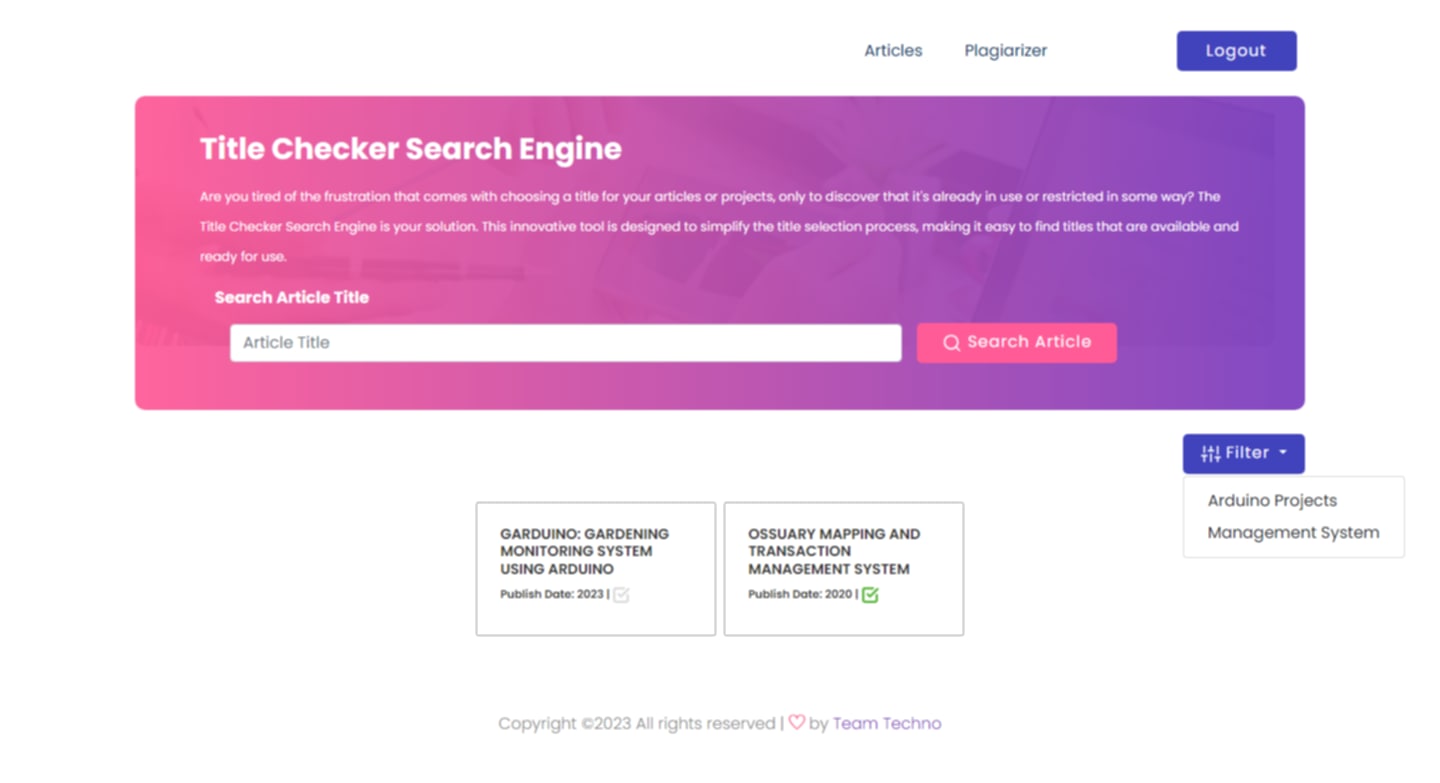 Articles Plagiarizer Logout
Title Checker Search Engine
Are you tired of the frustration that comes with choosing a title for your articles or projects, only to discover that it's already in use or restricted in some way? The
Title Checker Search Engine is your solution. This innovative tool is designed to simplify the title selection process, making it easy to find titles that are available and
ready for use.
Search Article Title
Article Title
Search Article
Filter
Arduino Projects
Management System
GARDUINO: GARDENING
MONITORING SYSTEM
USING ARDUINO
Publish Date: 2023 |
OSSUARY MAPPING AND
TRANSACTION
MANAGEMENT SYSTEM
Publish Date: 2020 |
Copyright ©2023 All rights reserved | ♡ by Team Techno